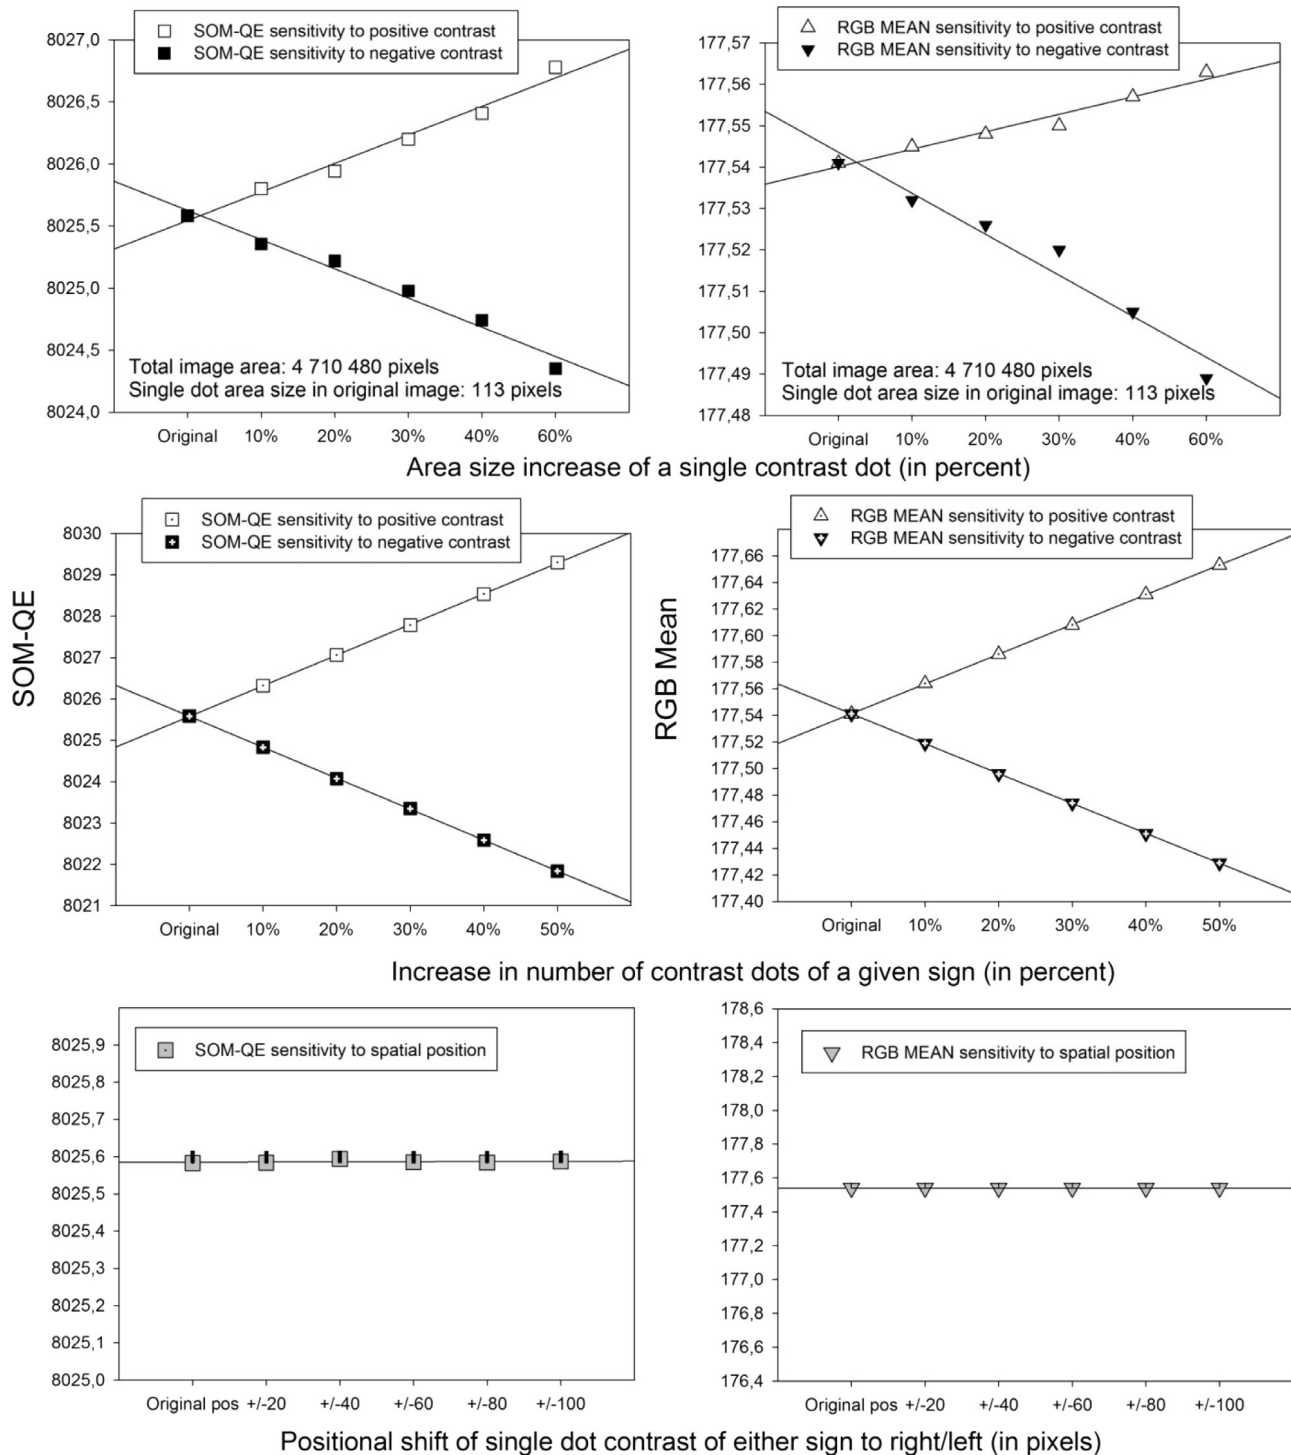 SOM-QE sensitivity to positive contrast
SOM-QE sensitivity to negative contrast
8027,0
8026,5
8026,0
8025,5
8025,0
8024,5
8024,0
Total image area: 4 710 480 pixels
Single dot area size in original image: 113 pixels
Original 10% 20% 30% 40% 60%
RGB MEAN sensitivity to positive contrast
RGB MEAN sensitivity to negative contrast
177,57
177,56
177,55
177,54
177,53
177,52
177,51
177,50
177,49
177,48
Total image area: 4 710 480 pixels
Single dot area size in original image: 113 pixels
Original 10% 20% 30% 40% 60%
Area size increase of a single contrast dot (in percent)
SOM-QE
SOM-QE sensitivity to positive contrast
SOM-QE sensitivity to negative contrast
8030
8029
8028
8027
8026
8025
8024
8023
8022
8021
Original 10% 20% 30% 40% 50%
RGB Mean
RGB MEAN sensitivity to positive contrast
RGB MEAN sensitivity to negative contrast
177,66
177,64
177,62
177,60
177,58
177,56
177,54
177,52
177,50
177,48
177,46
177,44
177,42
177,40
Original 10% 20% 30% 40% 50%
Increase in number of contrast dots of a given sign (in percent)
SOM-QE sensitivity to spatial position
8025,9
8025,8
8025,7
8025,6
8025,5
8025,4
8025,3
8025,2
8025,1
8025,0
Original pos +/-20 +/-40 +/-60 +/-80 +/-100
RGB MEAN sensitivity to spatial position
178,6
178,4
178,2
178,0
177,8
177,6
177,4
177,2
177,0
176,8
176,6
176,4
Original pos +/-20 +/-40 +/-60 +/-80 +/-100
Positional shift of single dot contrast of either sign to right/left (in pixels)